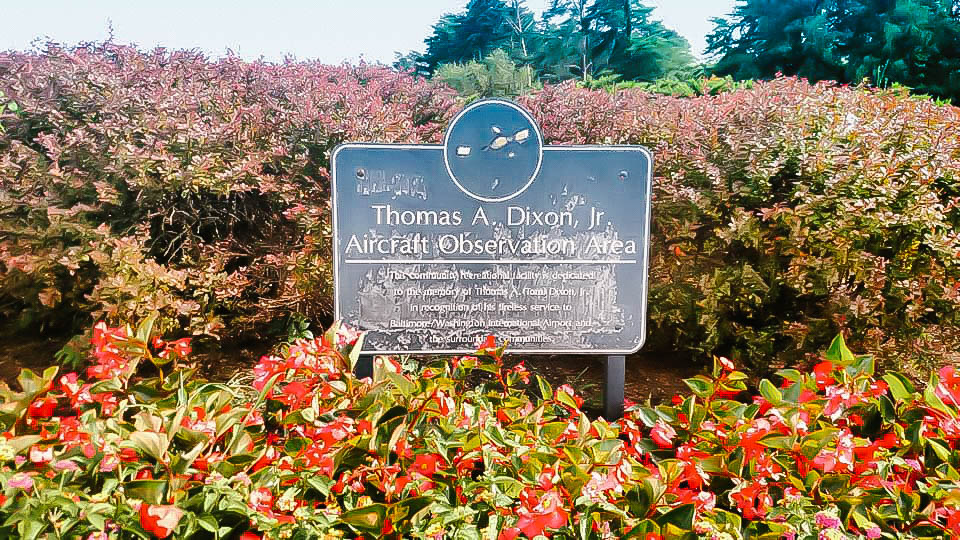 Thomas A. Dixon, Jr.
Aircraft Observation Area
This community recreational facility is dedicated
to the memory of Thomas A. (Tom) Dixon, Jr.
in recognition of his tireless service to
Baltimore/Washington International Airport and
the surrounding communities.